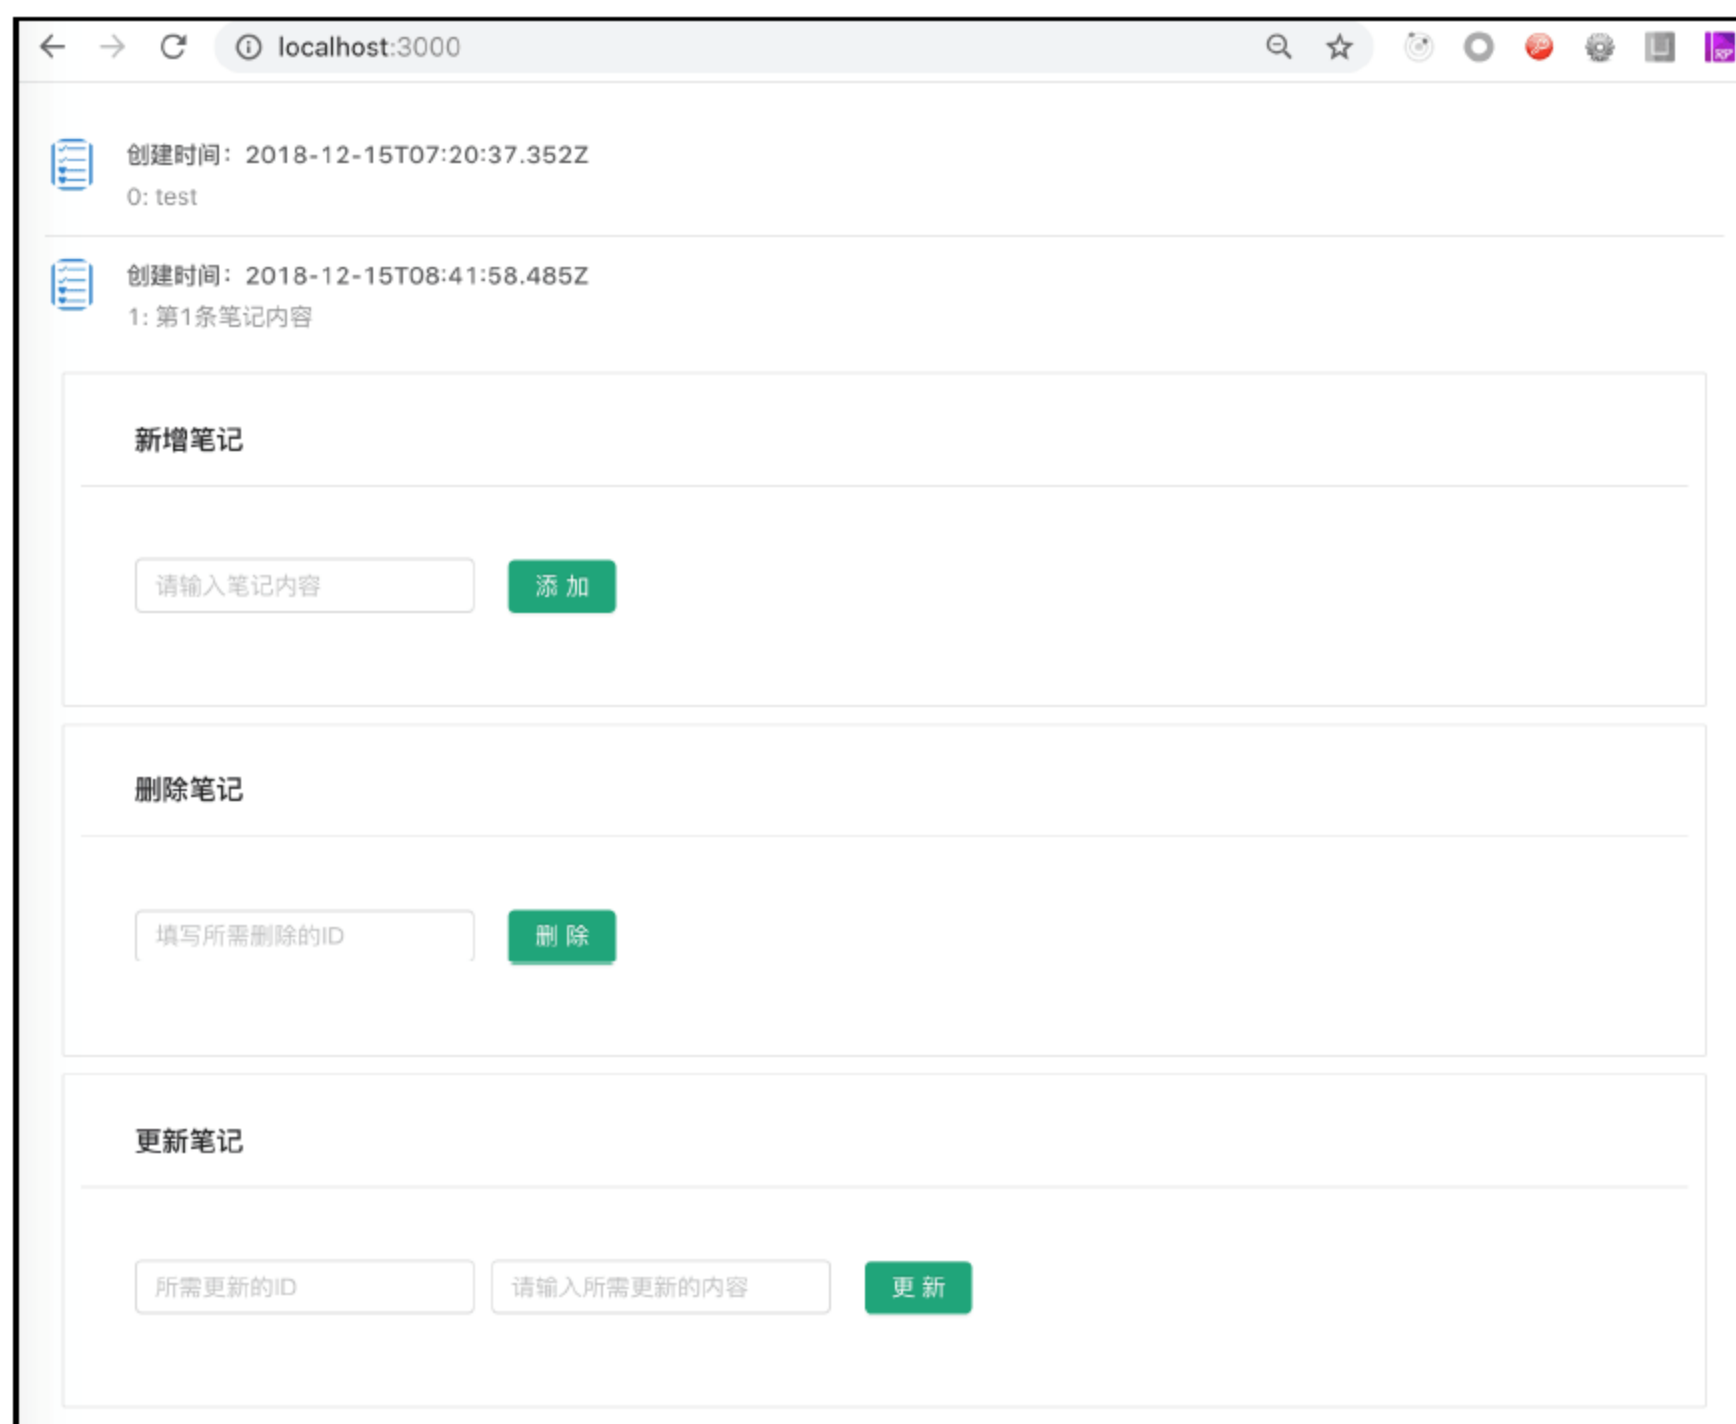 localhost:3000
创建时间：2018-12-15T07:20:37.352Z
0: test
创建时间：2018-12-15T08:41:58.485Z
1: 第1条笔记内容
新增笔记
请输入笔记内容 添 加
删除笔记
填写所需删除的ID 删 除
更新笔记
所需更新的ID 请输入所需更新的内容 更 新
RP